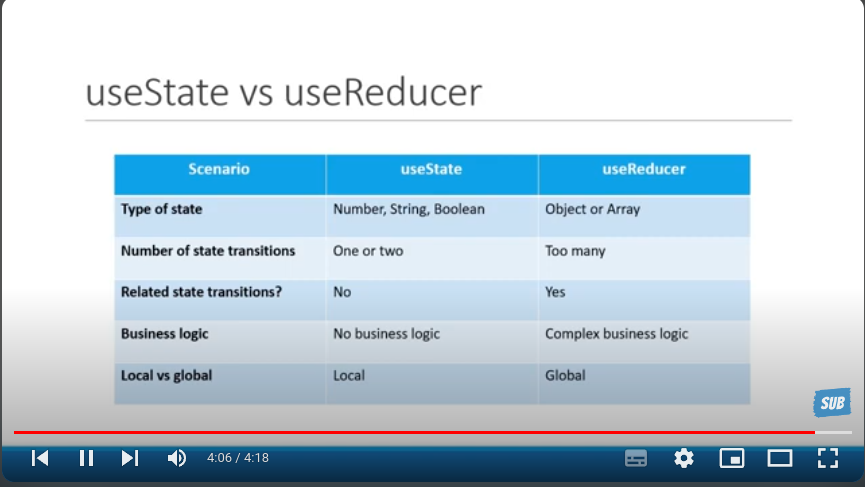 useState vs useReducer
Scenario useState useReducer
Type of state Number, String, Boolean Object or Array
Number of state transitions One or two Too many
Related state transitions? No Yes
Business logic No business logic Complex business logic
Local vs global Local Global
SUB
4:06 / 4:18